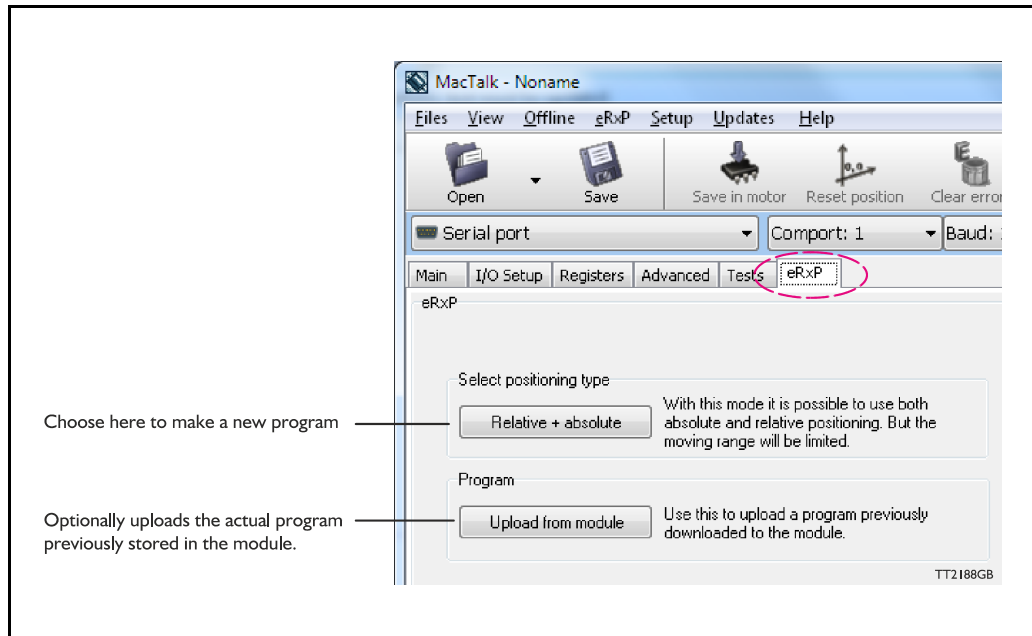 MacTalk - Noname
Files View Offline eRxP Setup Updates Help
Open Save Save in motor Reset position Clear error
Serial port Comport: 1 Baud:
Main I/O Setup Registers Advanced Tests eRxP
eRxP
Select positioning type
Choose here to make a new program
Relative + absolute
With this mode it is possible to use both
absolute and relative positioning. But the
moving range will be limited.
Program
Optionally uploads the actual program
previously stored in the module.
Upload from module
Use this to upload a program previously
downloaded to the module.
TT2188GB